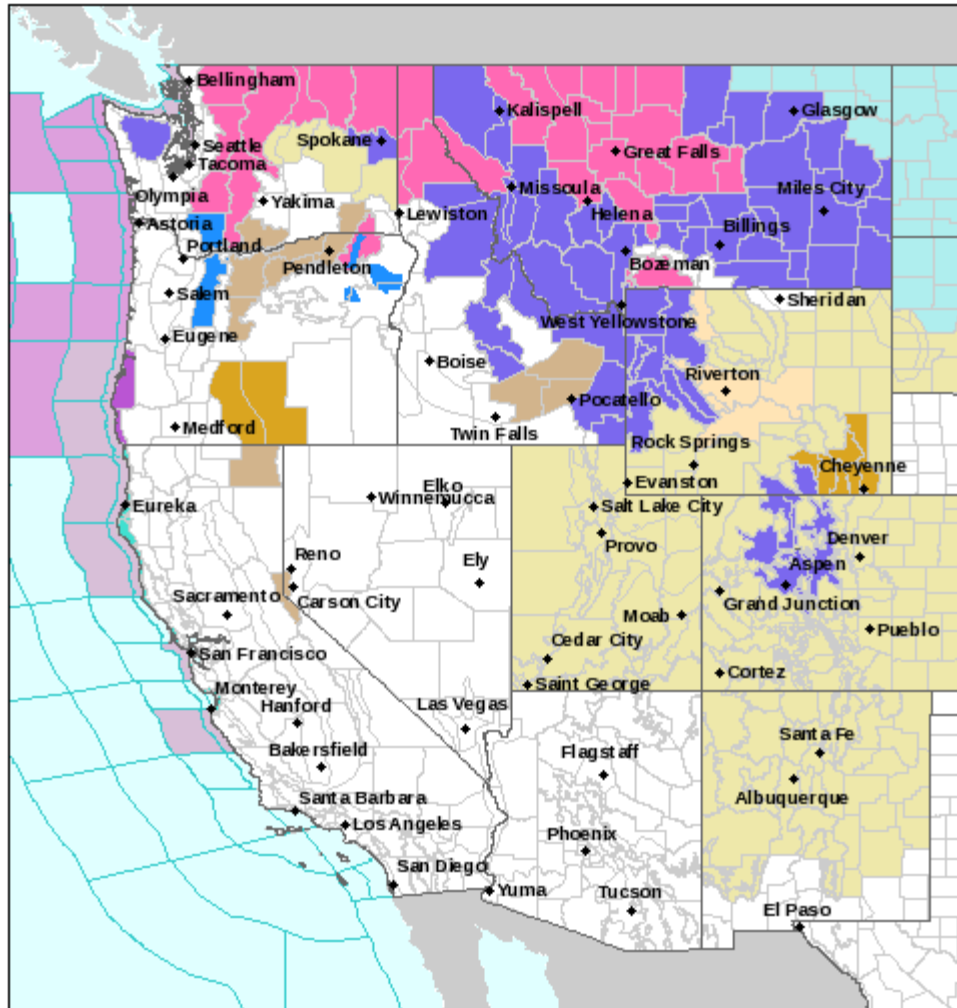 Bellingham
Kalispell
Glasgow
Seattle
Spokane
Great Falls
Tacoma
Olympia
Missoula
Miles City
Yakima
Lewiston
Helena
Astoria
Billings
Portland
Pendleton
Bozeman
Salem
Sheridan
West Yellowstone
Eugene
Boise
Riverton
Pocatello
Medford
Twin Falls
Rock Springs
Cheyenne
Evanston
Elko
Winnemucca
Eureka
Salt Lake City
Provo
Denver
Reno
Ely
Aspen
Sacramento
Carson City
Grand Junction
Moab
Pueblo
Cedar City
San Francisco
Cortez
Saint George
Monterey
Hanford
Las Vegas
Santa Fe
Bakersfield
Flagstaff
Albuquerque
Santa Barbara
Los Angeles
Phoenix
San Diego
Yuma
Tucson
El Paso